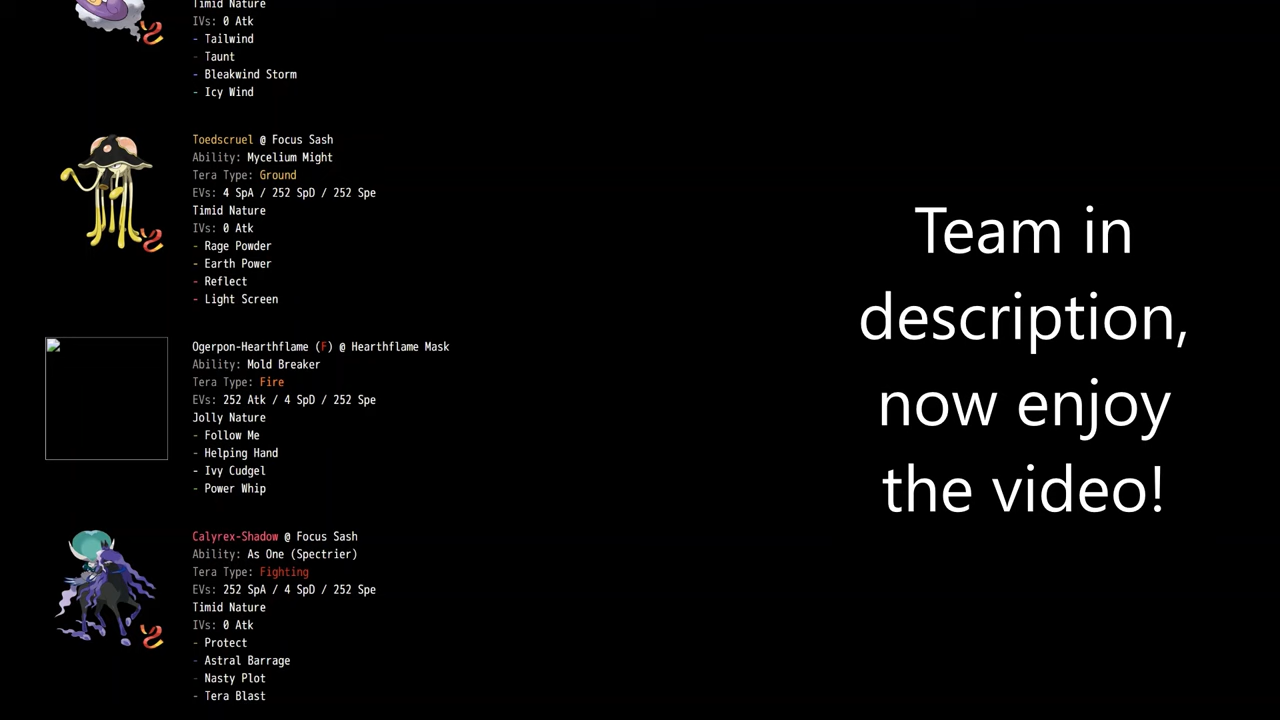 Timid Nature
IVs: 0 Atk
- Tailwind
- Taunt
- Bleakwind Storm
- Icy Wind
Toedscruel @ Focus Sash
Ability: Mycelium Might
Tera Type: Ground
EVs: 4 SpA / 252 SpD / 252 Spe
Timid Nature
IVs: 0 Atk
- Rage Powder
- Earth Power
- Reflect
- Light Screen
Ogerpon-Hearthflame (F) @ Hearthflame Mask
Ability: Mold Breaker
Tera Type: Fire
EVs: 252 Atk / 4 SpD / 252 Spe
Jolly Nature
- Follow Me
- Helping Hand
- Ivy Cudgel
- Power Whip
Calyrex-Shadow @ Focus Sash
Ability: As One (Spectrier)
Tera Type: Fighting
EVs: 252 SpA / 4 SpD / 252 Spe
Timid Nature
IVs: 0 Atk
- Protect
- Astral Barrage
- Nasty Plot
- Tera Blast
Team in
description,
now enjoy
the video!